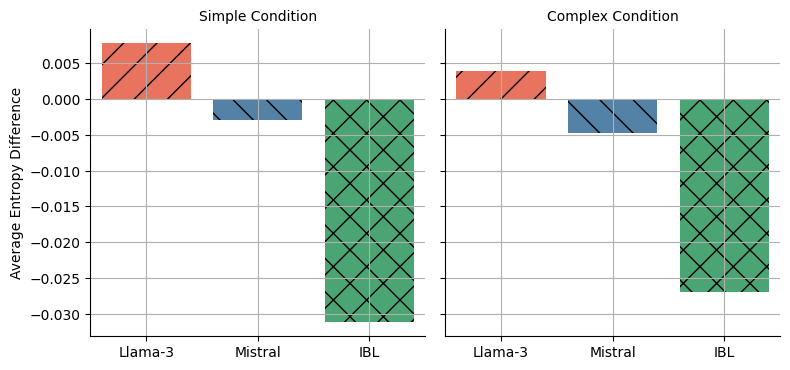 Simple Condition
Complex Condition
Average Entropy Difference
0.005
0.000
−0.005
−0.010
−0.015
−0.020
−0.025
−0.030
Llama-3
Mistral
IBL
Llama-3
Mistral
IBL